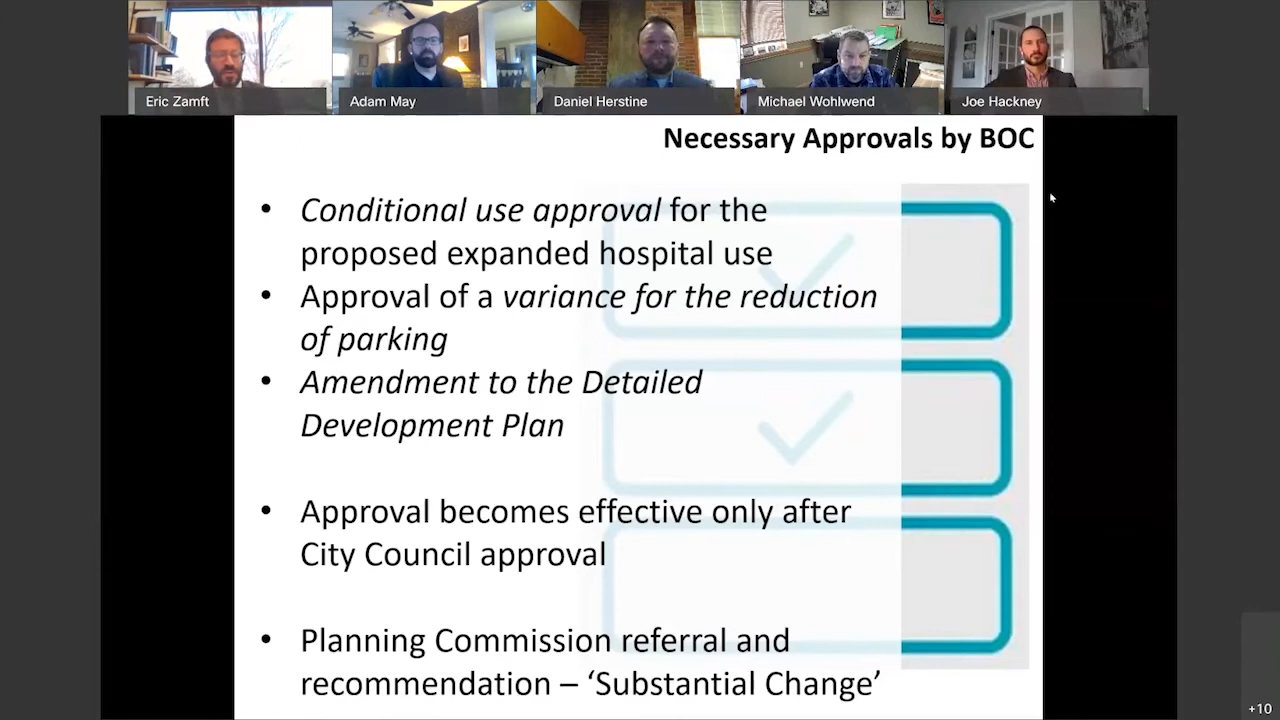 Eric Zamft
Adam May
Daniel Herstine
Michael Wohlwend
Joe Hackney
Necessary Approvals by BOC
• Conditional use approval for the
proposed expanded hospital use
• Approval of a variance for the reduction
of parking
• Amendment to the Detailed
Development Plan
• Approval becomes effective only after
City Council approval
• Planning Commission referral and
recommendation – ‘Substantial Change’
+10